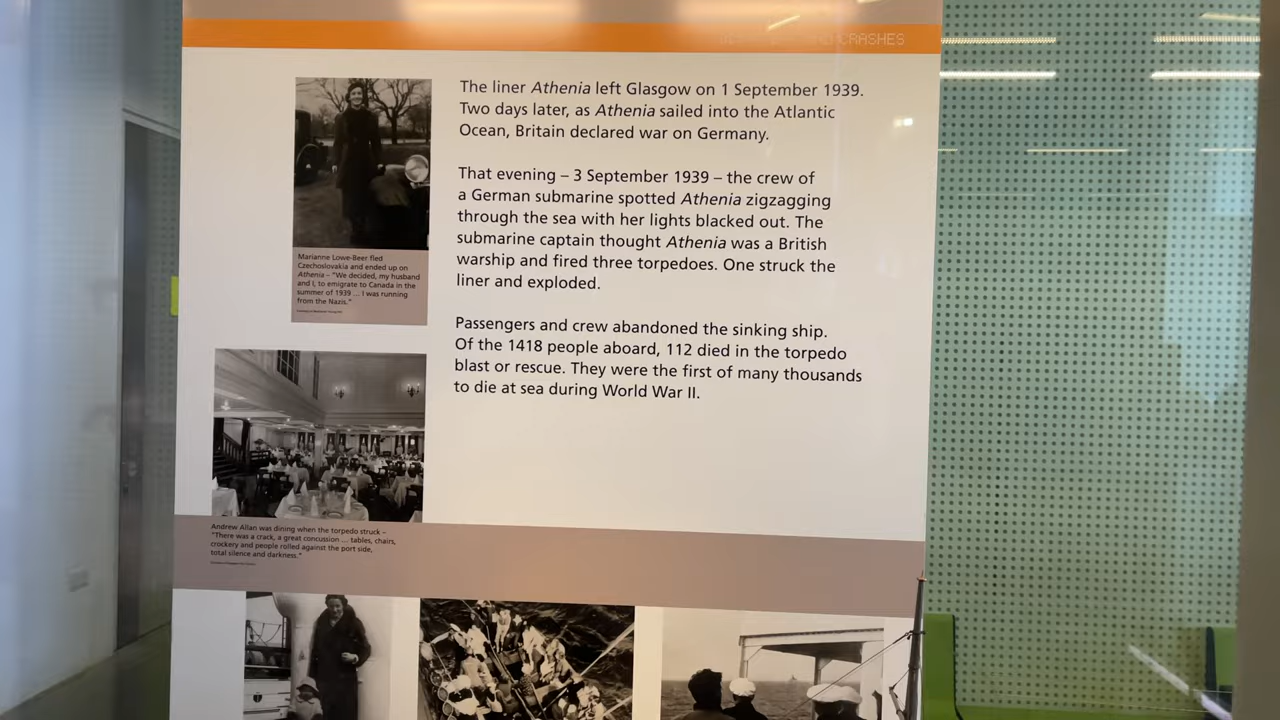 CRASHES
The liner Athenia left Glasgow on 1 September 1939.
Two days later, as Athenia sailed into the Atlantic
Ocean, Britain declared war on Germany.
That evening – 3 September 1939 – the crew of
a German submarine spotted Athenia zigzagging
through the sea with her lights blacked out. The
submarine captain thought Athenia was a British
warship and fired three torpedoes. One struck the
liner and exploded.
Passengers and crew abandoned the sinking ship.
Of the 1418 people aboard, 112 died in the torpedo
blast or rescue. They were the first of many thousands
to die at sea during World War II.
Marianne Lowe-Beer fled
Czechoslovakia and ended up on
Athenia – "We decided, my husband
and I, to emigrate to Canada in the
summer of 1939 ... I was running
from the Nazis."
Andrew Allan was dining when the torpedo struck –
"There was a crack, a great concussion ... tables, chairs,
crockery and people rolled against the port side,
total silence and darkness."